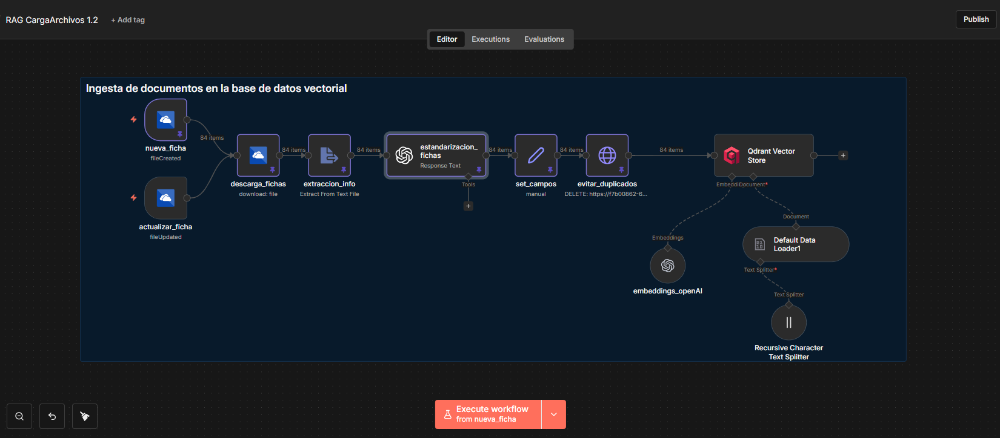 RAG CargaArchivos 1.2
+ Add tag
Publish
Editor
Executions
Evaluations
Ingesta de documentos en la base de datos vectorial
nueva_ficha
fileCreated
84 items
actualizar_ficha
fileUpdated
descarga_fichas
download: file
84 items
extraccion_info
Extract From Text File
84 items
estandarizacion_
fichas
Response Text
Tools
+
84 items
set_campos
manual
84 items
evitar_duplicados
DELETE: https://f7b00862-6...
84 items
Qdrant Vector
Store
+
Embeddi
Document*
Embeddings
embeddings_openAI
Document
Default Data
Loader1
Text Splitter*
Text Splitter
Recursive Character
Text Splitter
Execute workflow
from nueva_ficha